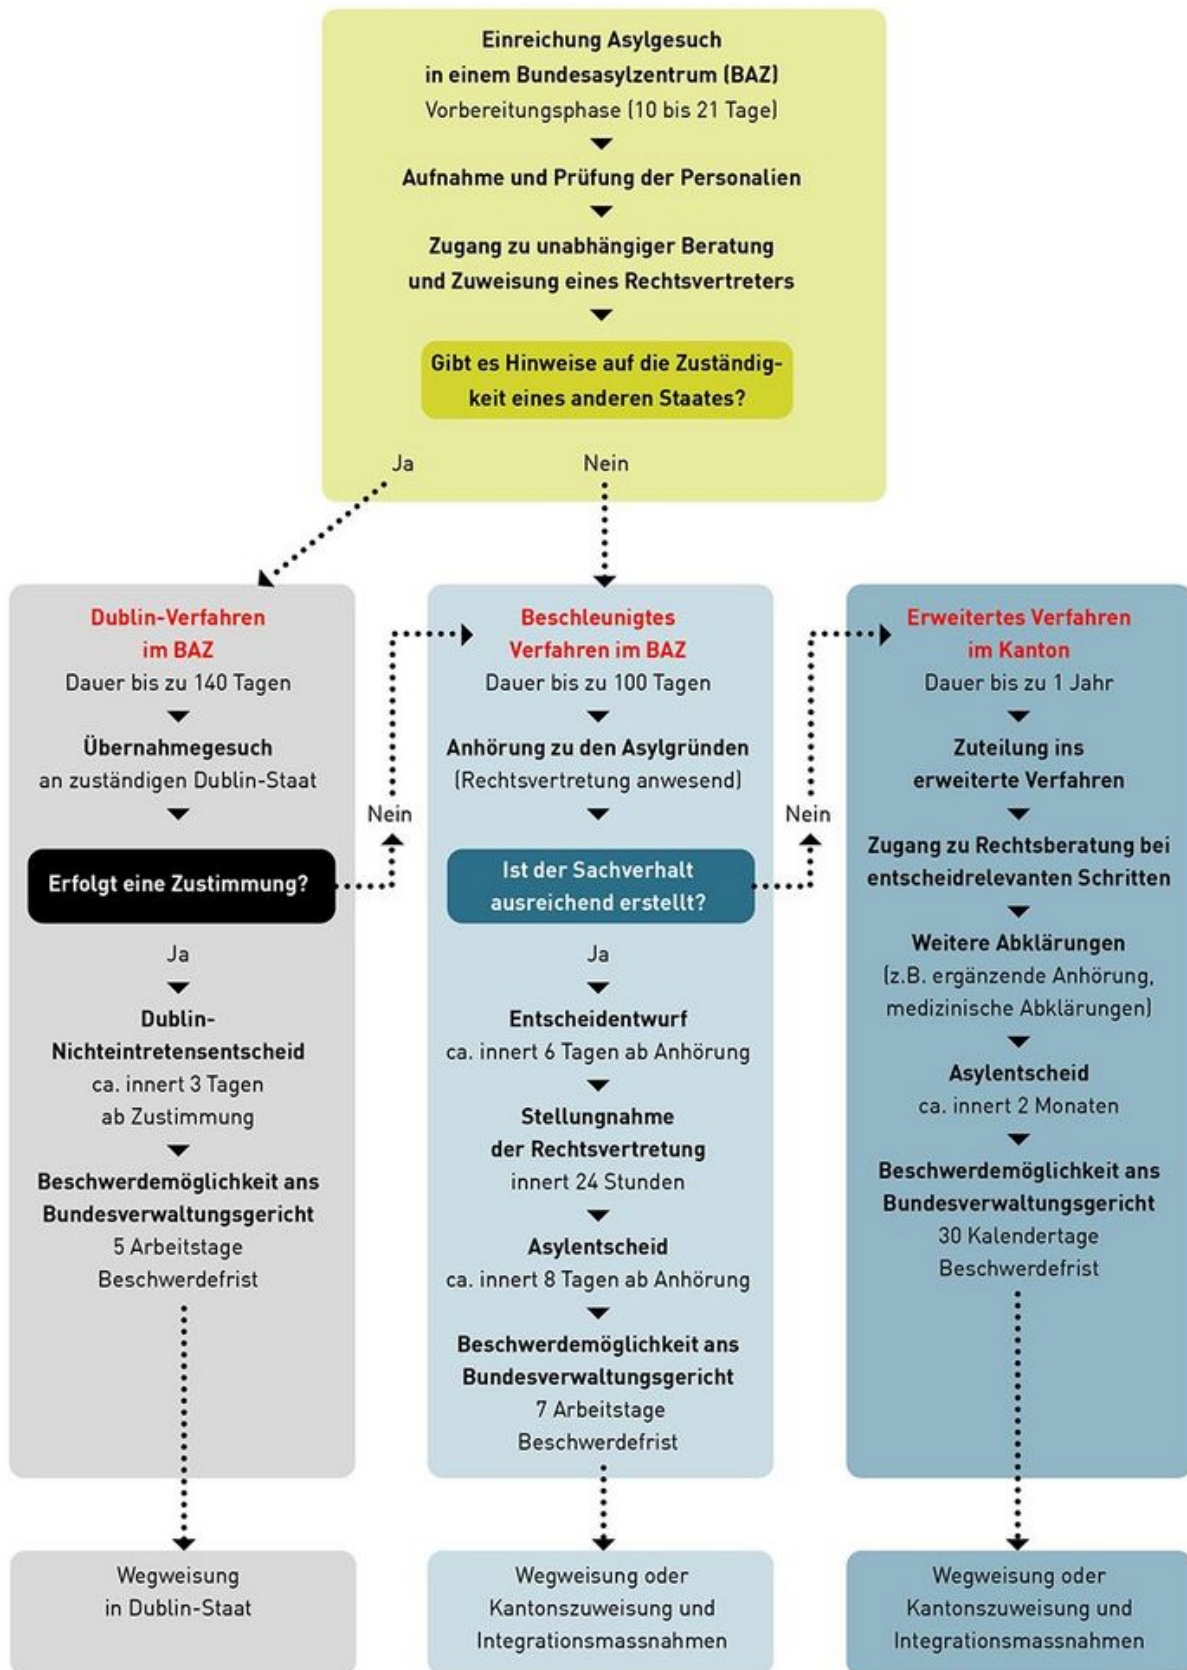 Einreichung Asylgesuch
in einem Bundesasylzentrum (BAZ)
Vorbereitungsphase (10 bis 21 Tage)
Aufnahme und Prüfung der Personalien
Zugang zu unabhängiger Beratung
und Zuweisung eines Rechtsvertreters
Gibt es Hinweise auf die Zuständig-
keit eines anderen Staates?
Ja
Nein
Dublin-Verfahren
im BAZ
Dauer bis zu 140 Tagen
Übernahmegesuch
an zuständigen Dublin-Staat
Erfolgt eine Zustimmung?
Nein
Ja
Dublin-
Nichteintretensentscheid
ca. innert 3 Tagen
ab Zustimmung
Beschwerdemöglichkeit ans
Bundesverwaltungsgericht
5 Arbeitstage
Beschwerdefrist
Wegweisung
in Dublin-Staat
Beschleunigtes
Verfahren im BAZ
Dauer bis zu 100 Tagen
Anhörung zu den Asylgründen
(Rechtsvertretung anwesend)
Ist der Sachverhalt
ausreichend erstellt?
Nein
Ja
Entscheidentwurf
ca. innert 6 Tagen ab Anhörung
Stellungnahme
der Rechtsvertretung
innert 24 Stunden
Asylentscheid
ca. innert 8 Tagen ab Anhörung
Beschwerdemöglichkeit ans
Bundesverwaltungsgericht
7 Arbeitstage
Beschwerdefrist
Wegweisung oder
Kantonszuweisung und
Integrationsmassnahmen
Erweitertes Verfahren
im Kanton
Dauer bis zu 1 Jahr
Zuteilung ins
erweiterte Verfahren
Zugang zu Rechtsberatung bei
entscheidrelevanten Schritten
Weitere Abklärungen
(z.B. ergänzende Anhörung,
medizinische Abklärungen)
Asylentscheid
ca. innert 2 Monaten
Beschwerdemöglichkeit ans
Bundesverwaltungsgericht
30 Kalendertage
Beschwerdefrist
Wegweisung oder
Kantonszuweisung und
Integrationsmassnahmen